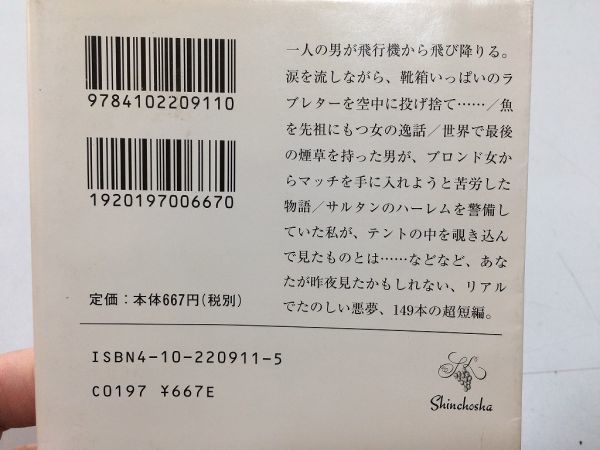 9784102209110
1920197006670
定価：本体667円(税別)
一人の男が飛行機から飛び降りる。
涙を流しながら、靴箱いっぱいのラ
ブレターを空中に投げ捨て……/魚
を先祖にもつ女の逸話/世界で最後
の煙草を持った男が、ブロンド女か
らマッチを手に入れようと苦労した
物語/サルタンのハーレムを警備し
ていた私が、テントの中を覗き込ん
で見たものとは……などなど、あな
たが昨夜見たかもしれない、リアル
でたのしい悪夢、149本の超短編。
ISBN4-10-220911-5
C0197 ¥667E
Shinchosha